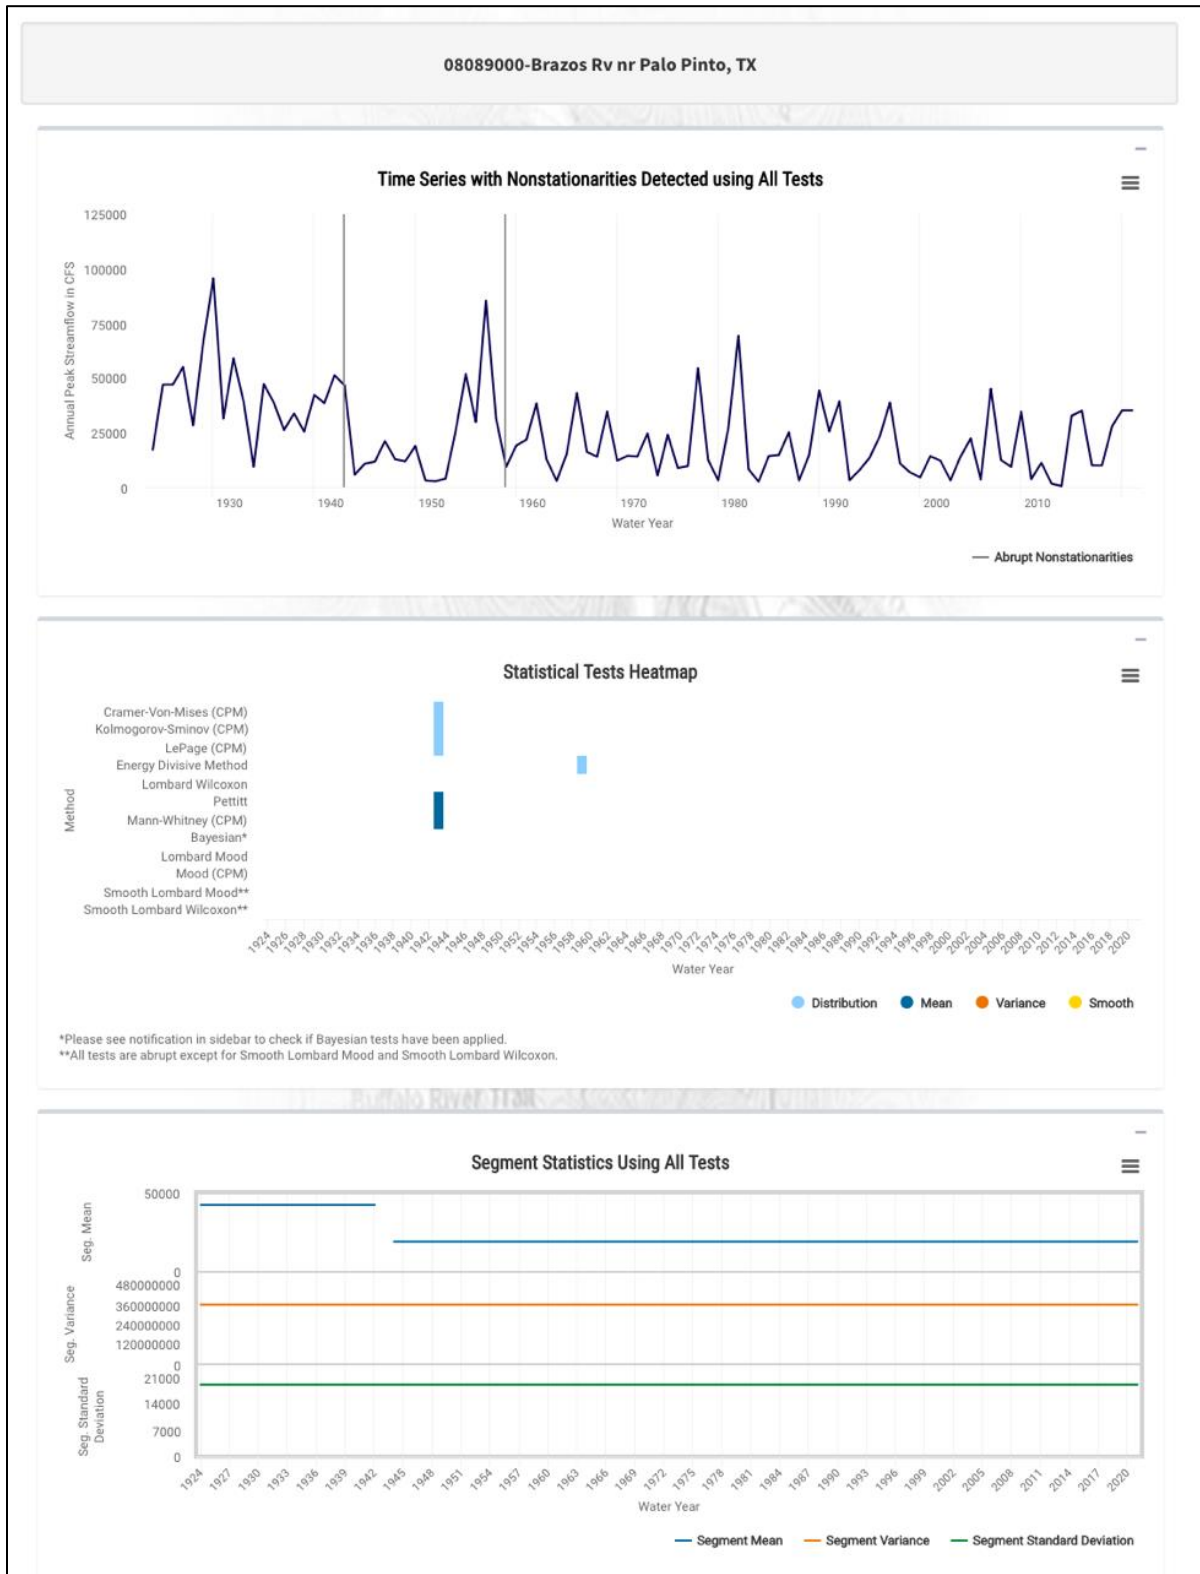 08089000-Brazos Rv nr Palo Pinto, TX
Time Series with Nonstationarities Detected using All Tests
Annual Peak Streamflow in CFS
125000
100000
75000
50000
25000
0
1930 1940 1950 1960 1970 1980 1990 2000 2010
Water Year
Abrupt Nonstationarities
Statistical Tests Heatmap
Method
Cramer-Von-Mises (CPM)
Kolmogorov-Sminov (CPM)
LePage (CPM)
Energy Divisive Method
Lombard Wilcoxon
Pettitt
Mann-Whitney (CPM)
Bayesian*
Lombard Mood
Mood (CPM)
Smooth Lombard Mood**
Smooth Lombard Wilcoxon**
1924 1926 1928 1930 1932 1934 1936 1938 1940 1942 1944 1946 1948 1950 1952 1954 1956 1958 1960 1962 1964 1966 1968 1970 1972 1974 1976 1978 1980 1982 1984 1986 1988 1990 1992 1994 1996 1998 2000 2002 2004 2006 2008 2010 2012 2014 2016 2018 2020
Water Year
Distribution Mean Variance Smooth
*Please see notification in sidebar to check if Bayesian tests have been applied.
**All tests are abrupt except for Smooth Lombard Mood and Smooth Lombard Wilcoxon.
Buffalo River Trail
Segment Statistics Using All Tests
Seg. Mean
50000
0
Seg. Variance
480000000
360000000
240000000
120000000
0
Seg. Standard
Deviation
21000
14000
7000
0
1924 1927 1930 1933 1936 1939 1942 1945 1948 1951 1954 1957 1960 1963 1966 1969 1972 1975 1978 1981 1984 1987 1990 1993 1996 1999 2002 2005 2008 2011 2014 2017 2020
Water Year
Segment Mean Segment Variance Segment Standard Deviation